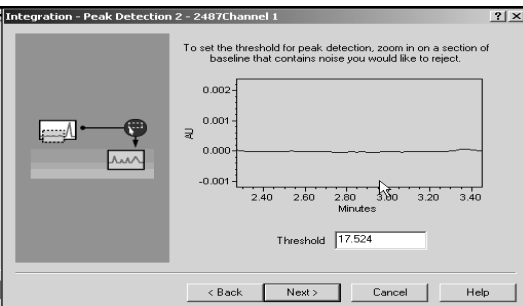 Integration - Peak Detection 2 - 2487Channel 1
To set the threshold for peak detection, zoom in on a section of
baseline that contains noise you would like to reject.
0.002
0.001
0.000
-0.001
AU
2.40 2.60 2.80 3.00 3.20 3.40
Minutes
Threshold 17.524
< Back Next > Cancel Help